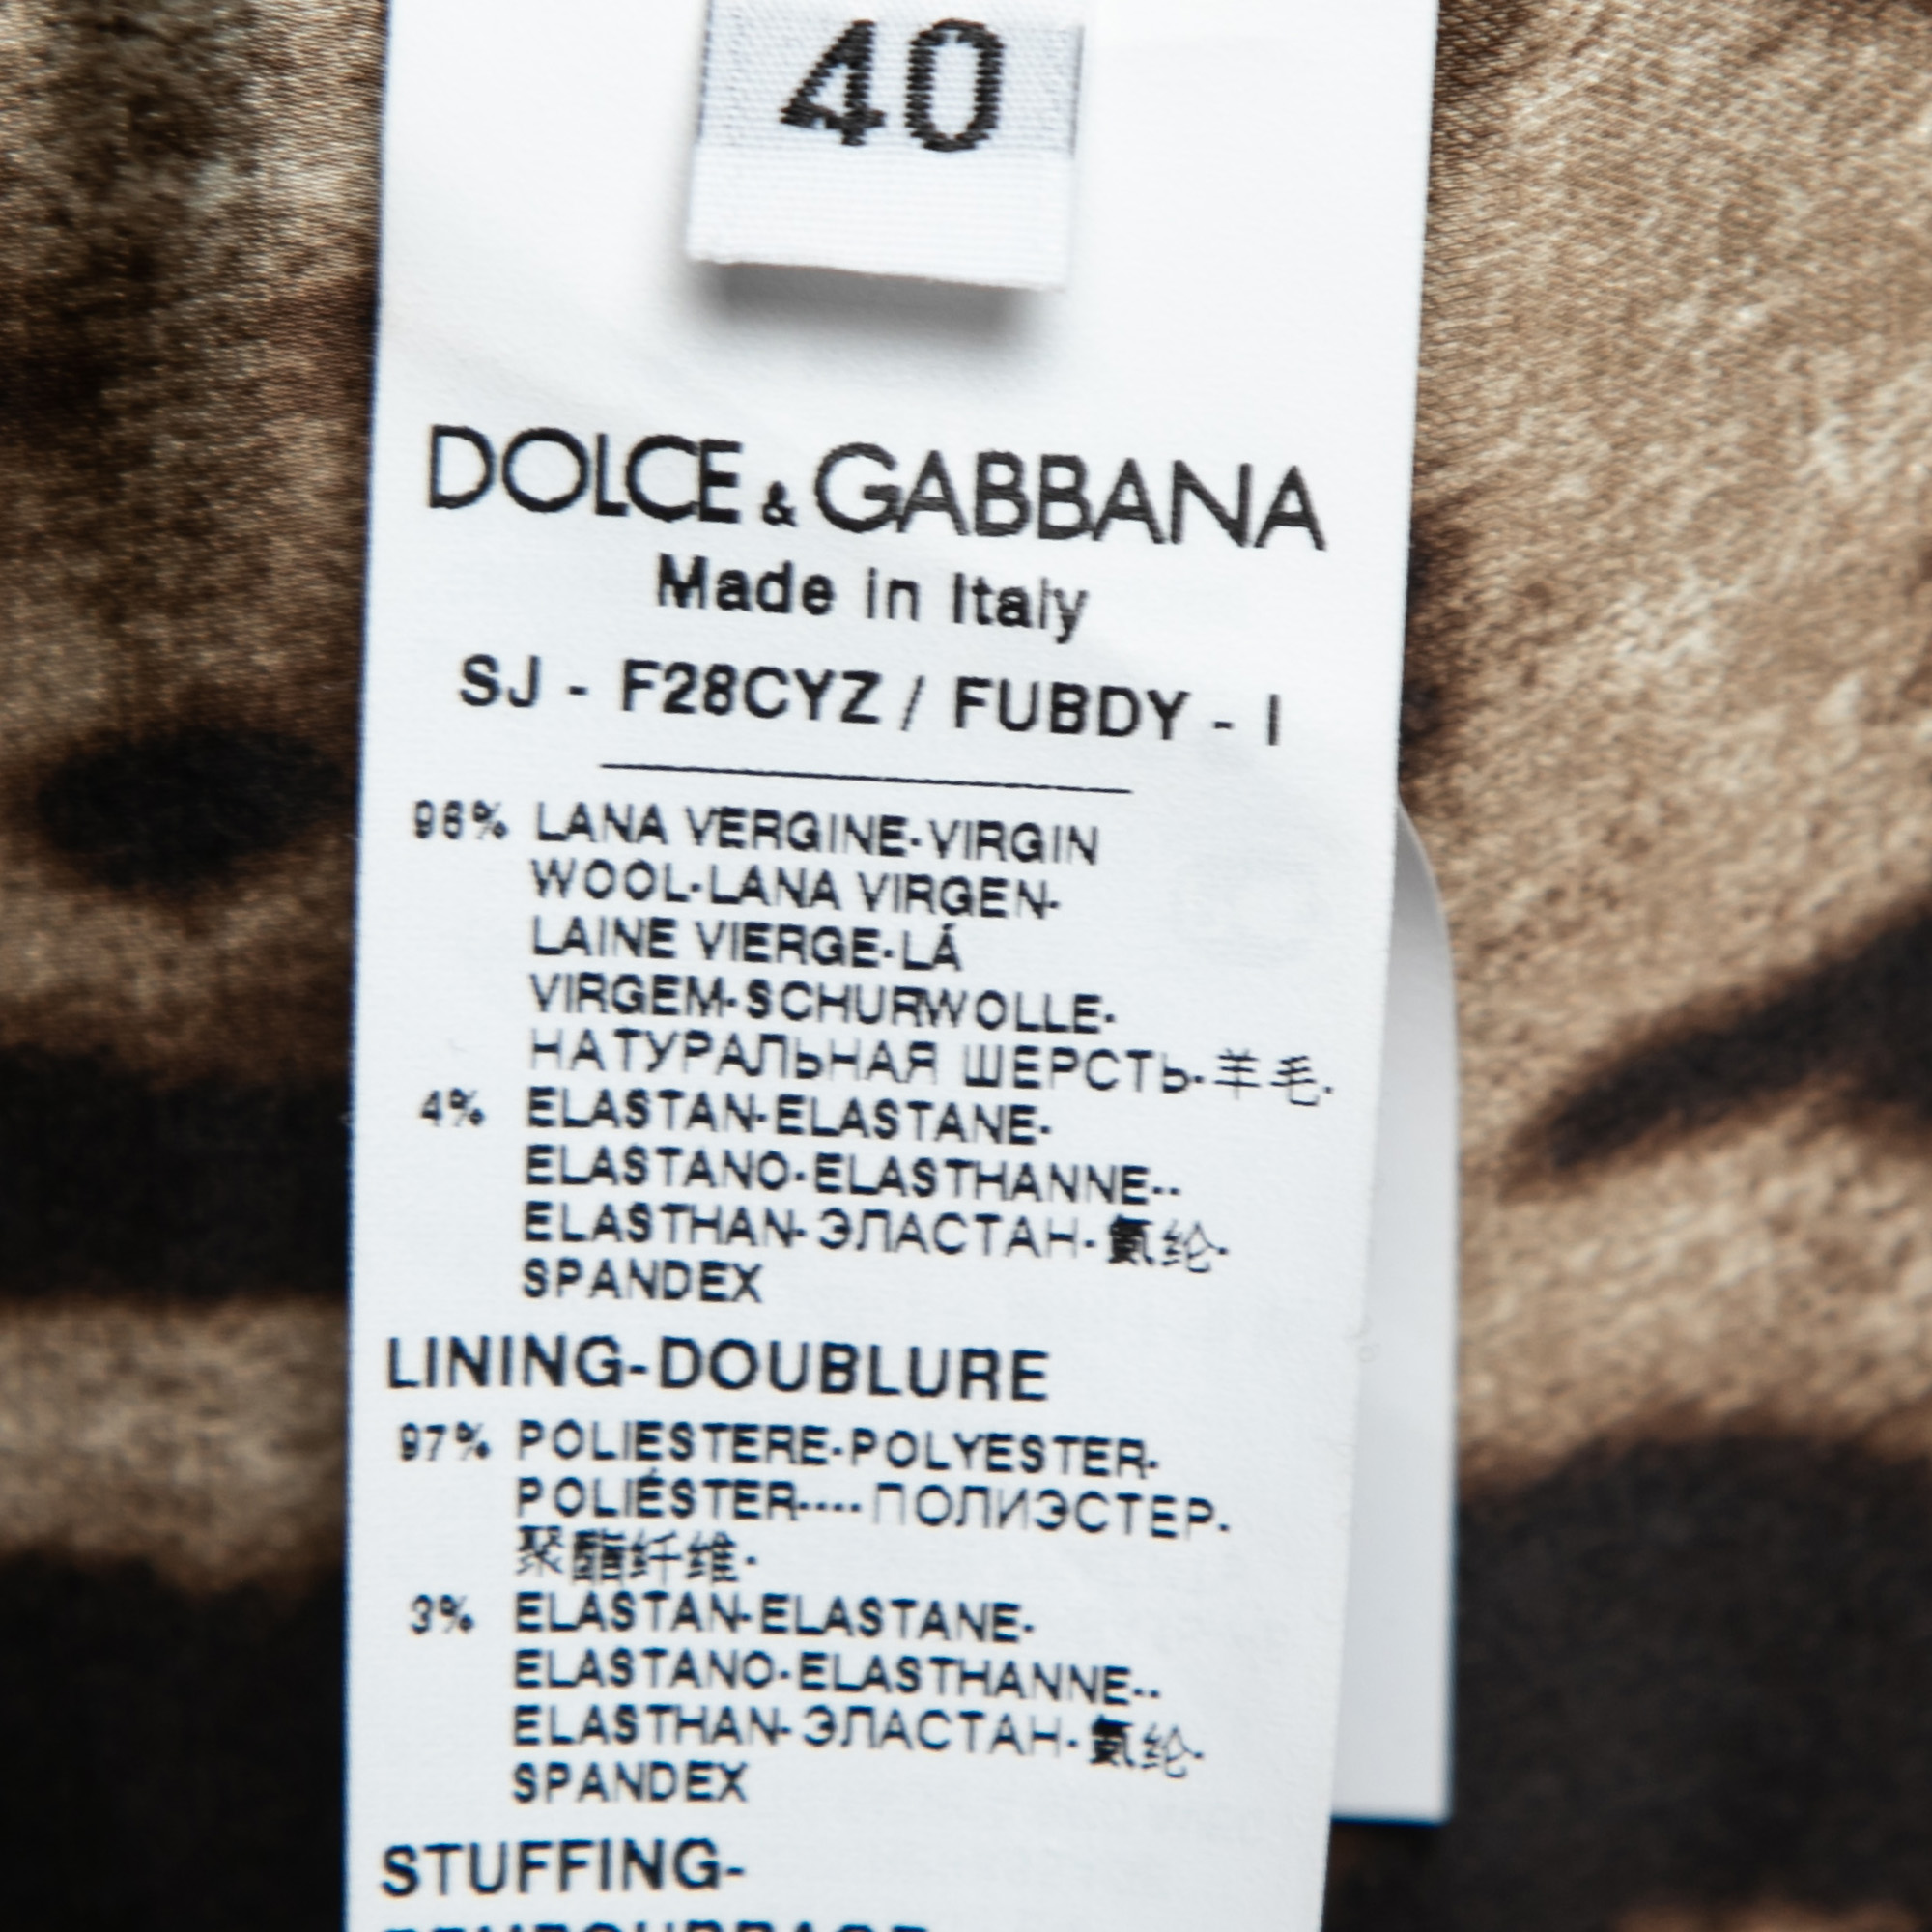 40
DOLCE & GABBANA
Made in Italy
SJ - F28CYZ / FUBDY - I
96% LANA VERGINE-VIRGIN
WOOL-LANA VIRGEN-
LAINE VIERGE-LÁ
VIRGEM-SCHURWOLLE-
НАТУРАЛЬНАЯ ШЕРСТЬ-羊毛-
4% ELASTAN-ELASTANE-
ELASTANO-ELASTHANNE--
ELASTHAN-ЭЛАСТАН-氨纶-
SPANDEX
LINING-DOUBLURE
97% POLIESTERE-POLYESTER-
POLIÉSTER----ПОЛИЭСТЕР-
聚酯纤维-
3% ELASTAN-ELASTANE-
ELASTANO-ELASTHANNE--
ELASTHAN-ЭЛАСТАН-氨纶-
SPANDEX
STUFFING-